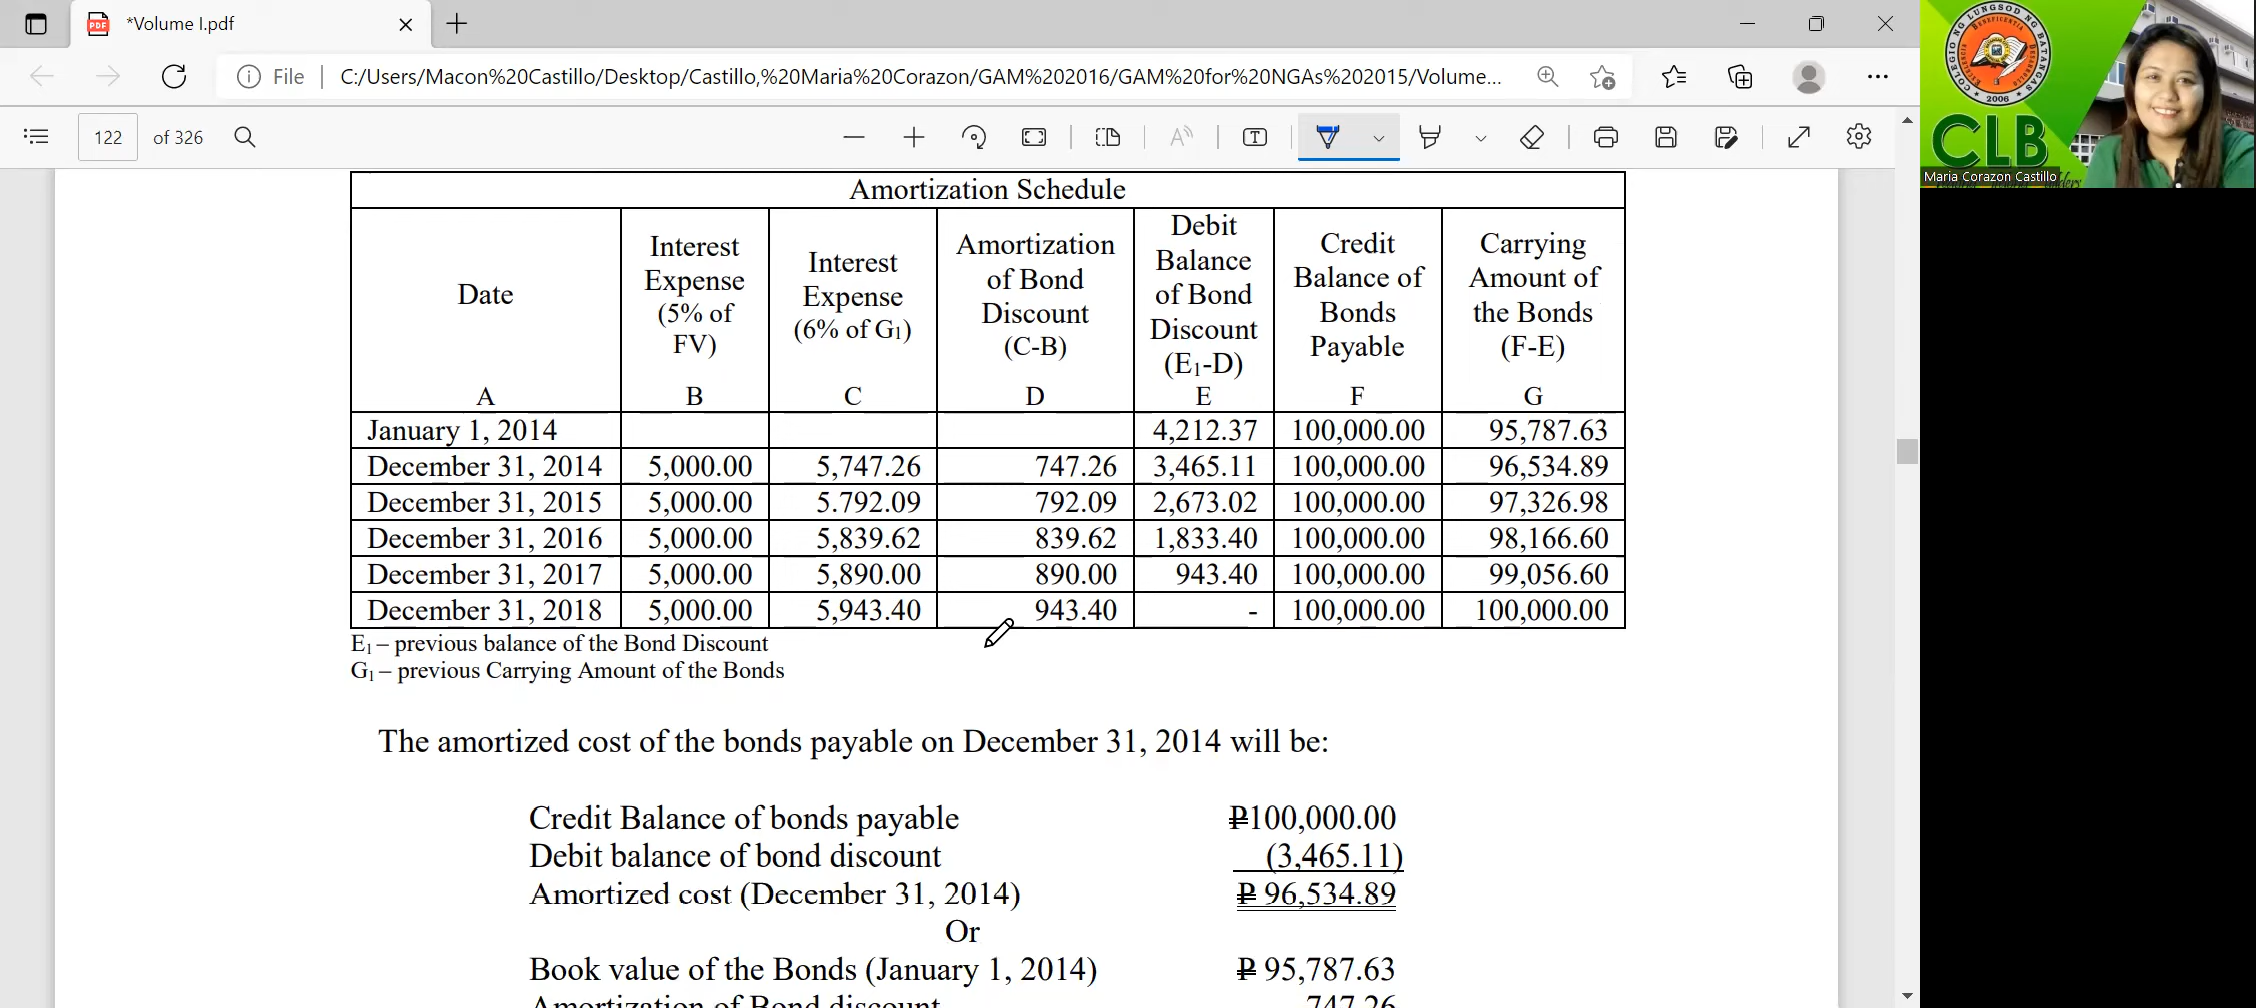 *Volume I.pdf
File C:/Users/Macon%20Castillo/Desktop/Castillo,%20Maria%20Corazon/GAM%202016/GAM%20for%20NGAs%202015/Volume...
122 of 326
COLEGIO NG LUNGSOD NG BATANGAS
2006
CLB
Maria Corazon Castillo
Amortization Schedule
Date A
Interest Expense (5% of FV) B
Interest Expense (6% of G1) C
Amortization of Bond Discount (C-B) D
Debit Balance of Bond Discount (E1-D) E
Credit Balance of Bonds Payable F
Carrying Amount of the Bonds (F-E) G
January 1, 2014 4,212.37 100,000.00 95,787.63
December 31, 2014 5,000.00 5,747.26 747.26 3,465.11 100,000.00 96,534.89
December 31, 2015 5,000.00 5.792.09 792.09 2,673.02 100,000.00 97,326.98
December 31, 2016 5,000.00 5,839.62 839.62 1,833.40 100,000.00 98,166.60
December 31, 2017 5,000.00 5,890.00 890.00 943.40 100,000.00 99,056.60
December 31, 2018 5,000.00 5,943.40 943.40 - 100,000.00 100,000.00
E1 – previous balance of the Bond Discount
G1 – previous Carrying Amount of the Bonds
The amortized cost of the bonds payable on December 31, 2014 will be:
Credit Balance of bonds payable ₱100,000.00
Debit balance of bond discount (3,465.11)
Amortized cost (December 31, 2014) ₱ 96,534.89
Or
Book value of the Bonds (January 1, 2014) ₱ 95,787.63
Amortization of Bond discount 747.26